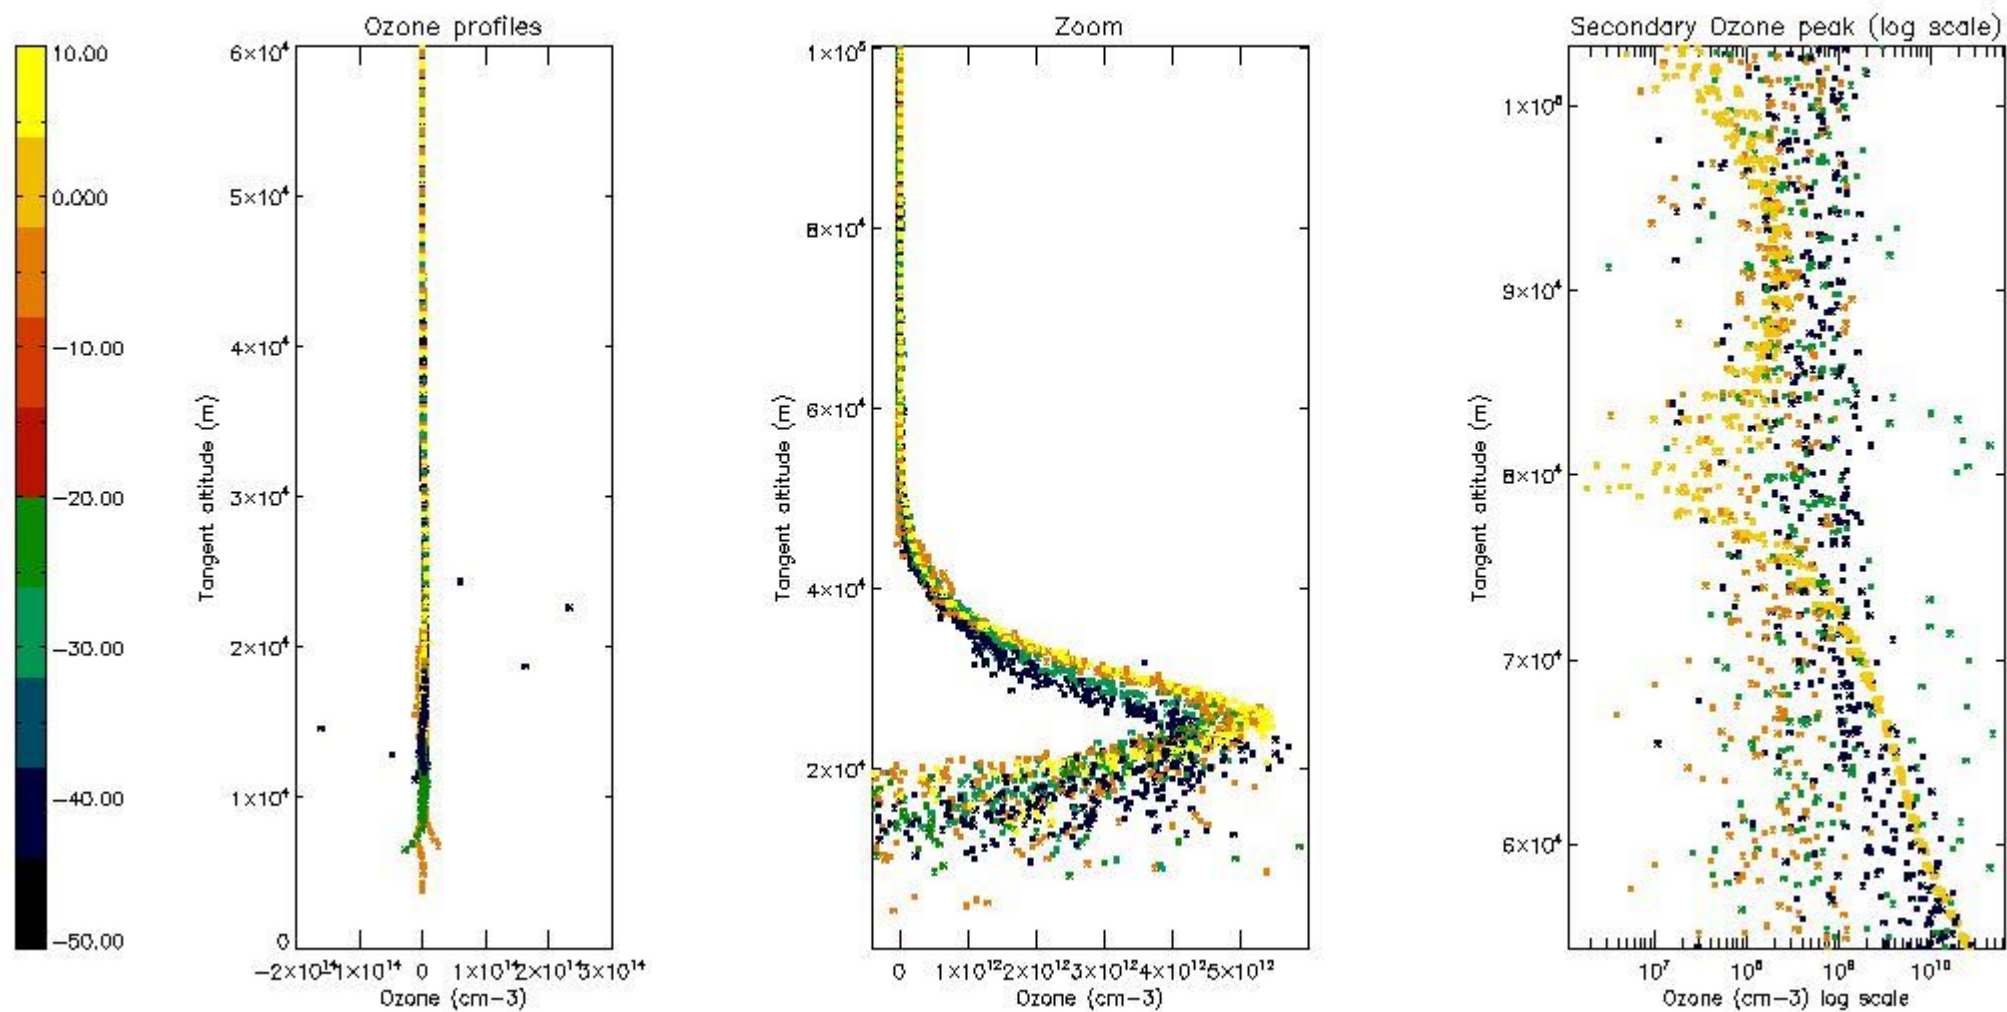 Ozone profiles
Zoom
Secondary Ozone peak (log scale)
10.00
0.000
-10.00
-20.00
-30.00
-40.00
-50.00
Tangent altitude (m)
6×10⁴
5×10⁴
4×10⁴
3×10⁴
2×10⁴
1×10⁴
0
-2×10¹⁴ -1×10¹⁴ 0 1×10¹⁴ 2×10¹⁴ 3×10¹⁴
Ozone (cm-3)
Tangent altitude (m)
1×10⁵
8×10⁴
6×10⁴
4×10⁴
2×10⁴
0 1×10¹² 2×10¹² 3×10¹² 4×10¹² 5×10¹²
Ozone (cm-3)
Tangent altitude (m)
1×10⁵
9×10⁴
8×10⁴
7×10⁴
6×10⁴
10⁷ 10⁸ 10⁹ 10¹⁰
Ozone (cm-3) log scale